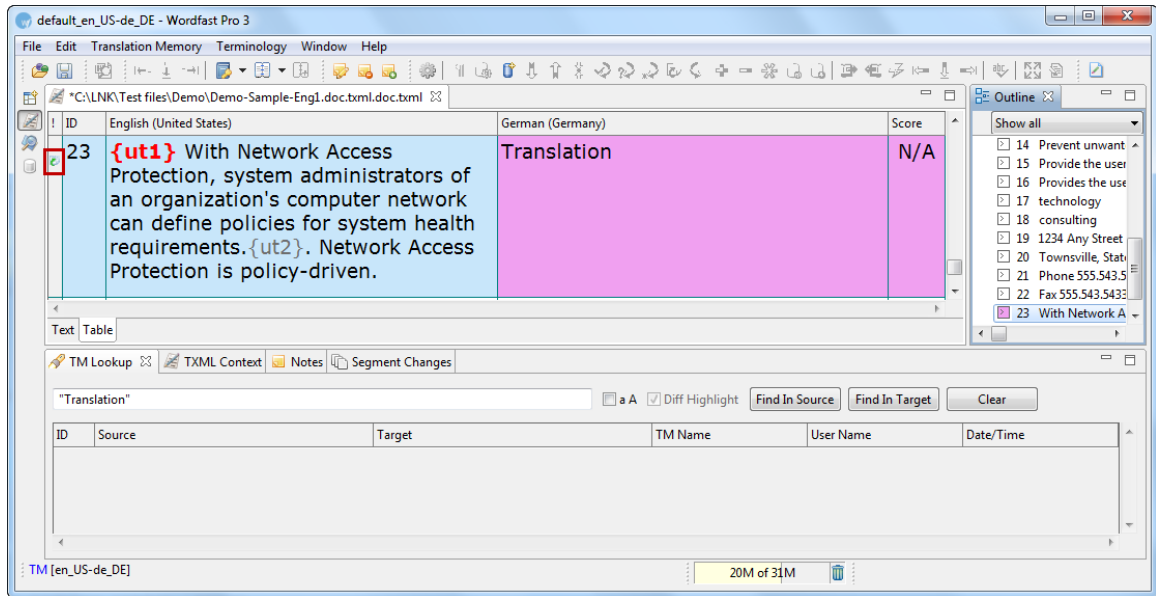 default_en_US-de_DE - Wordfast Pro 3
File Edit Translation Memory Terminology Window Help
*C:\LNK\Test files\Demo\Demo-Sample-Eng1.doc.txml.doc.txml
Outline
! ID English (United States) German (Germany) Score
Show all
23 {ut1} With Network Access
Protection, system administrators of
an organization's computer network
can define policies for system health
requirements.{ut2}. Network Access
Protection is policy-driven.
Translation
N/A
14 Prevent unwant
15 Provide the user
16 Provides the use
17 technology
18 consulting
19 1234 Any Street
20 Townsville, State
21 Phone 555.543.5
22 Fax 555.543.5433
23 With Network A
Text Table
TM Lookup TXML Context Notes Segment Changes
"Translation" a A Diff Highlight Find In Source Find In Target Clear
ID Source Target TM Name User Name Date/Time
TM [en_US-de_DE] 20M of 31M